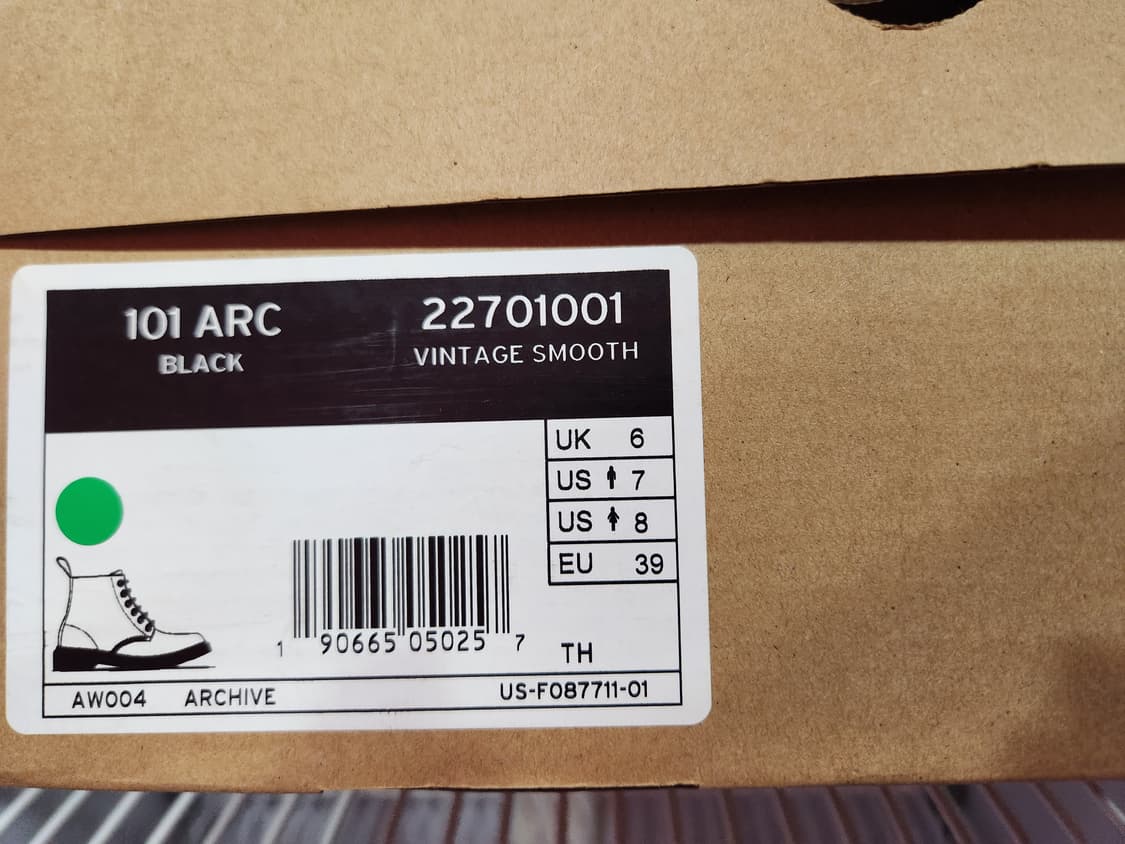 101 ARC
BLACK
22701001
VINTAGE SMOOTH
UK 6
US 7
US 8
EU 39
1 90665 05025 7
TH
AW004 ARCHIVE US-F087711-01